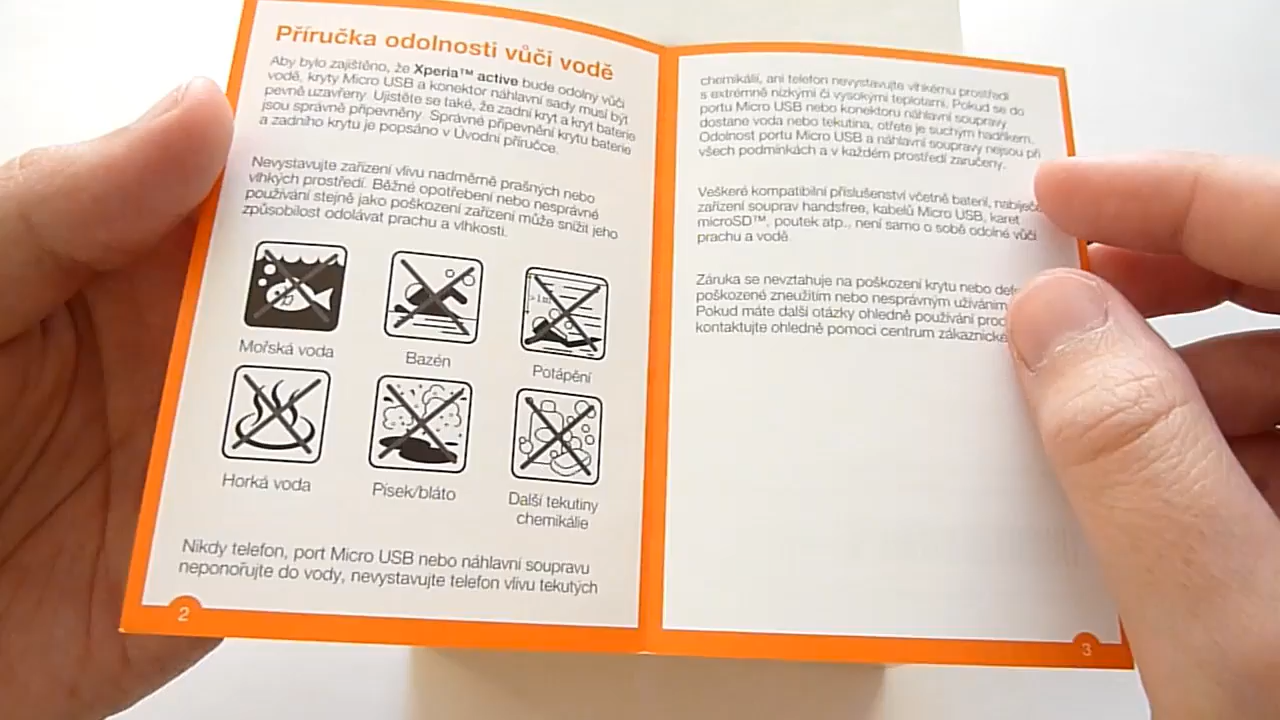 Příručka odolnosti vůči vodě
Aby bylo zajištěno, že Xperia™ active bude odolný vůči
vodě, kryty Micro USB a konektor náhlavní sady musí být
pevně uzavřeny. Ujistěte se také, že zadní kryt a kryt baterie
jsou správně připevněny. Správné připevnění krytu baterie
a zadního krytu je popsáno v Úvodní příručce.
Nevystavujte zařízení vlivu nadměrně prašných nebo
vlhkých prostředí. Běžné opotřebení nebo nesprávné
používání stejně jako poškození zařízení může snížit jeho
způsobilost odolávat prachu a vlhkosti.
Mořská voda
Bazén
Potápění
Horká voda
Písek/bláto
Další tekutiny
chemikálie
Nikdy telefon, port Micro USB nebo náhlavní soupravu
neponořujte do vody, nevystavujte telefon vlivu tekutých
2
chemikálií, ani telefon nevystavujte vlhkému prostředí
s extrémně nízkými či vysokými teplotami. Pokud se do
portu Micro USB nebo konektoru náhlavní soupravy
dostane voda nebo tekutina, otřete je suchým hadříkem.
Odolnost portu Micro USB a náhlavní soupravy nejsou při
všech podmínkách a v každém prostředí zaručeny.
Veškeré kompatibilní příslušenství včetně baterií, nabíječe
zařízení souprav handsfree, kabelů Micro USB, karet
microSD™, poutek atp., není samo o sobě odolné vůči
prachu a vodě.
Záruka se nevztahuje na poškození krytu nebo
poškozené zneužitím nebo nesprávným užíváním
Pokud máte další otázky ohledně používání
kontaktujte ohledně pomoci centrum
3